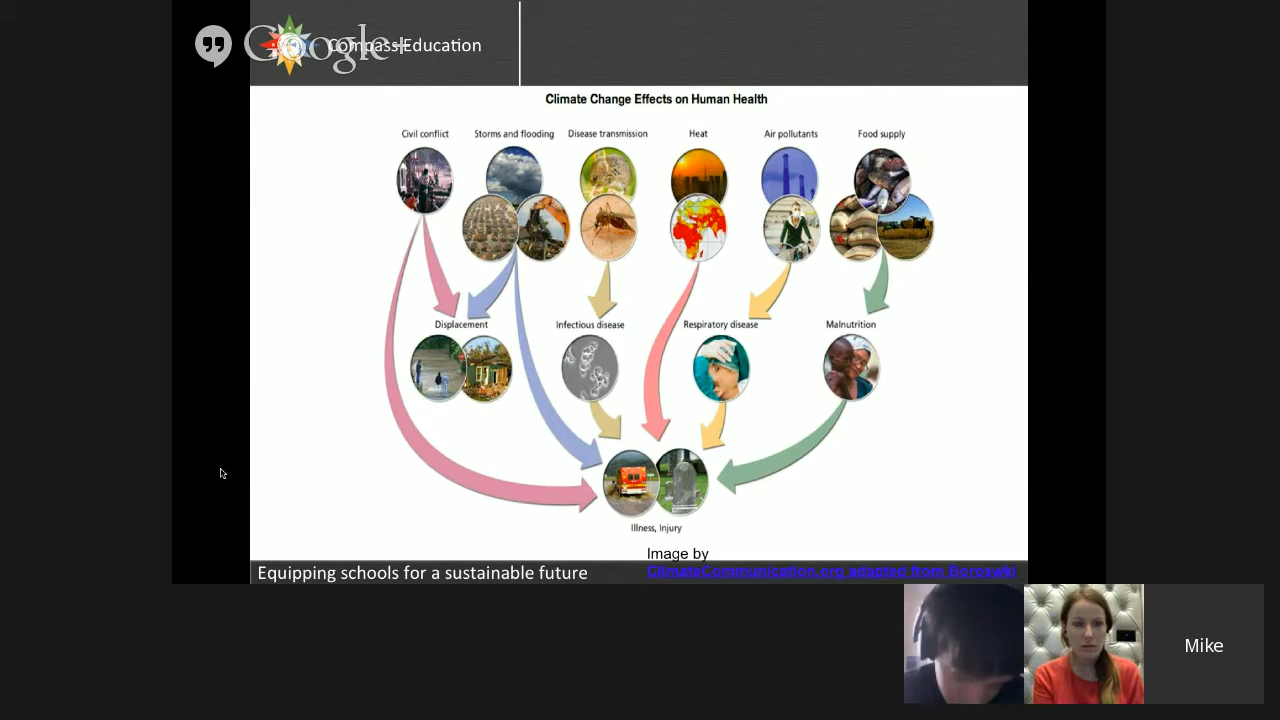 Google+
Compass Education
Climate Change Effects on Human Health
Civil conflict
Storms and flooding
Disease transmission
Heat
Air pollutants
Food supply
Displacement
Infectious disease
Respiratory disease
Malnutrition
Illness, Injury
Image by
ClimateCommunication.org adapted from Boroswki
Equipping schools for a sustainable future
Mike